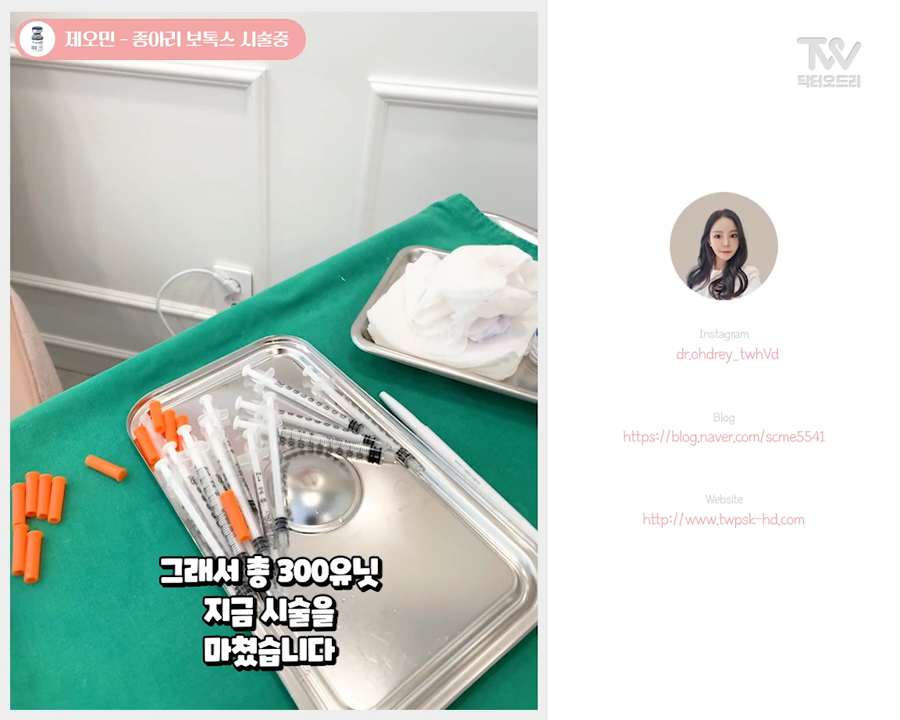 제오민 - 종아리 보톡스 시술중
TW
닥터오드리
Instagram
dr.ohdrey_twhVd
Blog
https://blog.naver.com/scme5541
Website
http://www.twpsk-hd.com
그래서 총 300유닛
지금 시술을
마쳤습니다